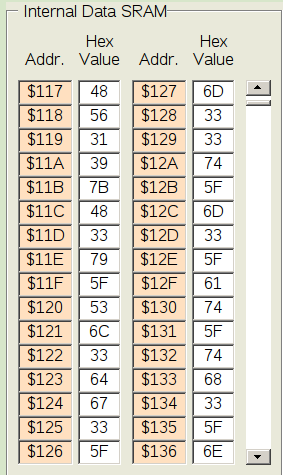 Internal Data SRAM
Hex Hex
Addr. Value Addr. Value
$117 48 $127 6D
$118 56 $128 33
$119 31 $129 33
$11A 39 $12A 74
$11B 7B $12B 5F
$11C 48 $12C 6D
$11D 33 $12D 33
$11E 79 $12E 5F
$11F 5F $12F 61
$120 53 $130 74
$121 6C $131 5F
$122 33 $132 74
$123 64 $133 68
$124 67 $134 33
$125 33 $135 5F
$126 5F $136 6E